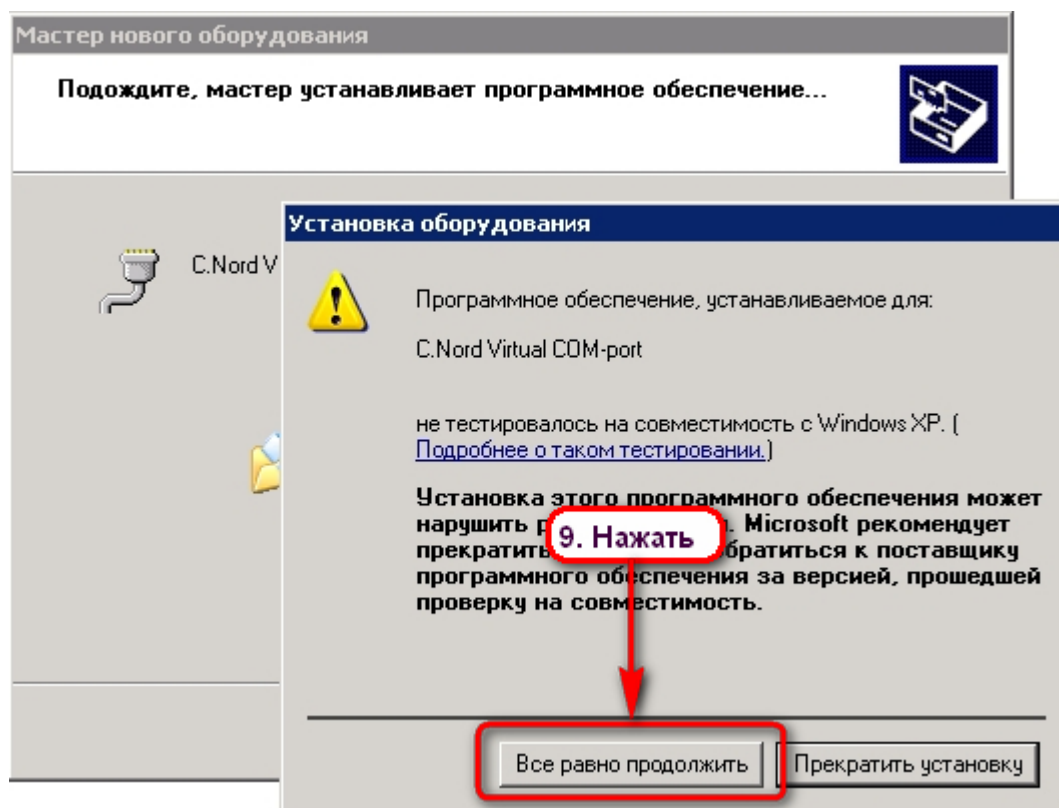 Мастер нового оборудования
Подождите, мастер устанавливает программное обеспечение...
C.Nord V
Установка оборудования
Программное обеспечение, устанавливаемое для:
C.Nord Virtual COM-port
не тестировалось на совместимость с Windows XP. (
Подробнее о таком тестировании.)
Установка этого программного обеспечения может
нарушить Microsoft рекомендует
прекратить братиться к поставщику
программного обеспечения за версией, прошедшей
проверку на совместимость.
9. Нажать
Все равно продолжить
Прекратить установку